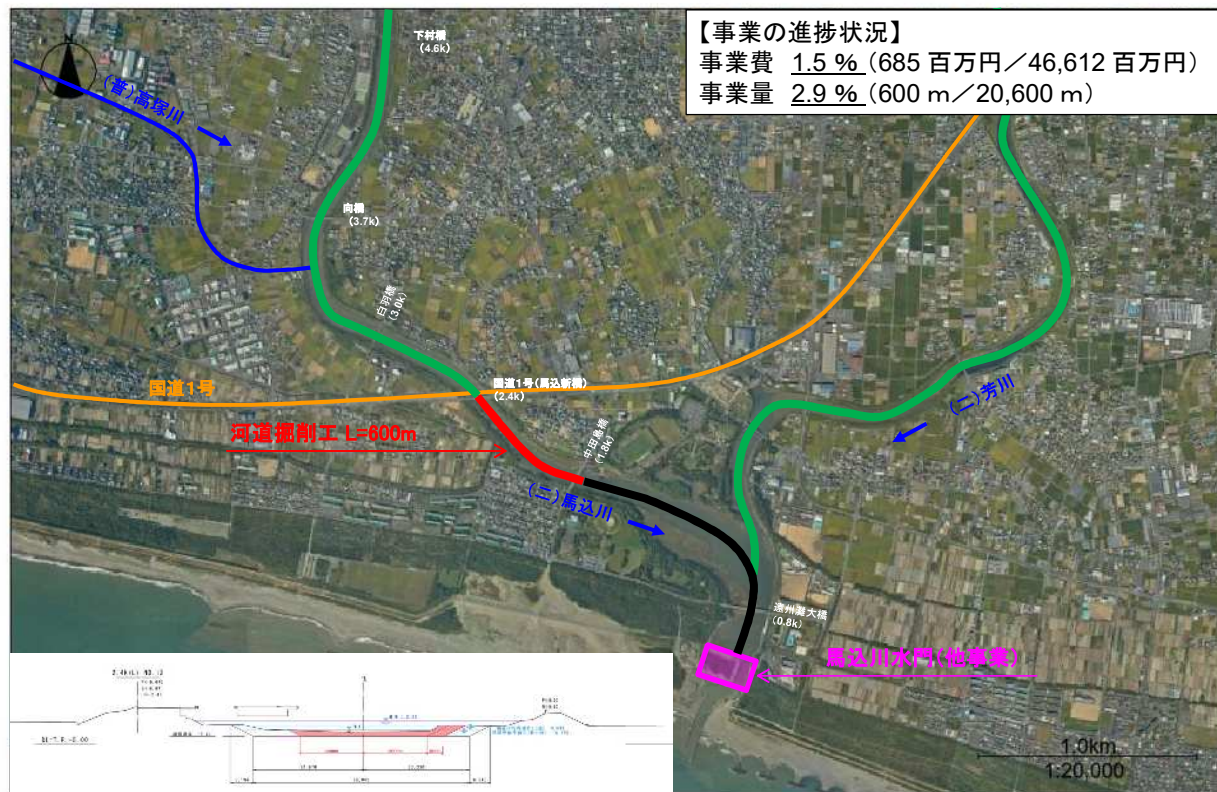 【事業の進捗状況】
事業費 1.5 %（685 百万円／46,612 百万円）
事業量 2.9 %（600 m／20,600 m）
下村橋
(4.6k)
N
(普)高塚川
向橋
(3.7k)
白羽橋
(3.0k)
国道1号(馬込新橋)
(2.4k)
国道1号
(二)芳川
河道掘削工 L=600m
中田島橋
(1.8k)
(二)馬込川
遠州灘大橋
(0.8k)
馬込川水門(他事業)
1.0km
1:20,000